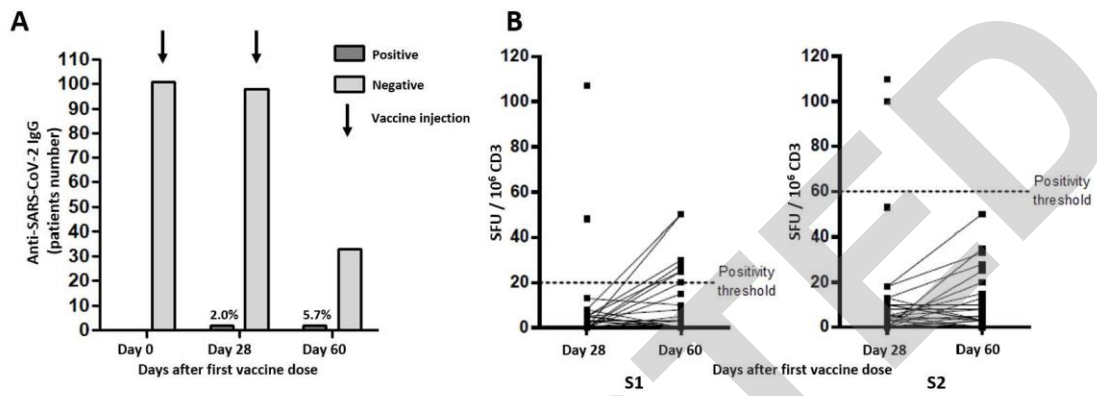 A
Positive
Negative
Vaccine injection
Anti-SARS-CoV-2 IgG
(patients number)
110
100
90
80
70
60
50
40
30
20
10
0
2.0%
5.7%
Day 0
Day 28
Day 60
Days after first vaccine dose
B
SFU / 10⁶ CD3
120
100
80
60
40
20
0
Positivity
threshold
Day 28
Day 60
S1
SFU / 10⁶ CD3
120
100
80
60
40
20
0
Positivity
threshold
Day 28
Day 60
Days after first vaccine dose
S2
TED